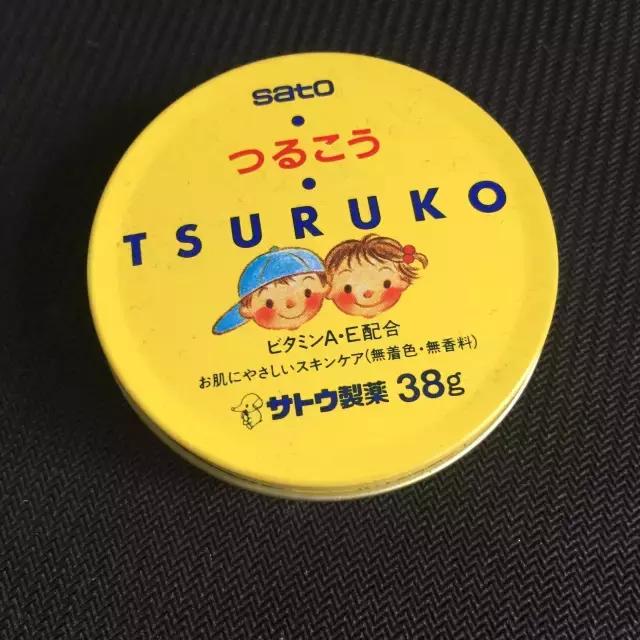 sato
つるこう
TSURUKO
ビタミンA・E配合
お肌にやさしいスキンケア(無着色・無香料)
サトウ製薬 38g